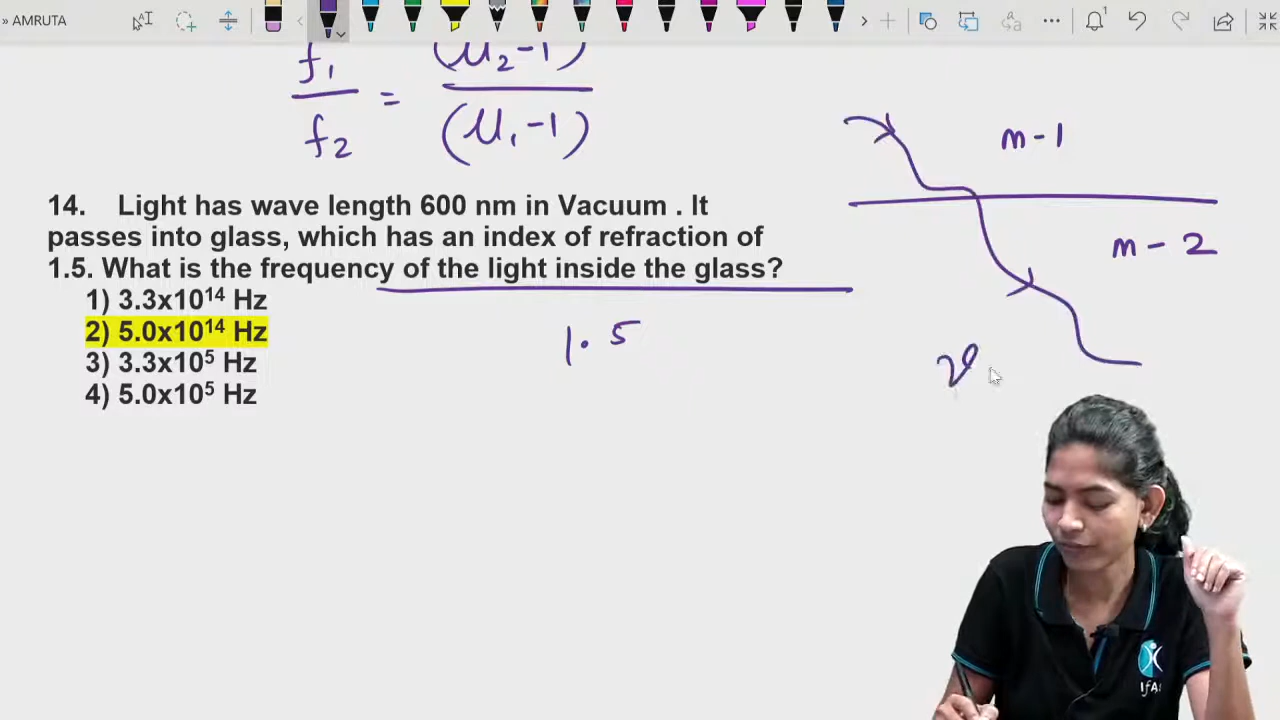 » AMRUTA
f1 / f2 = (μ2-1) / (μ1-1)
m-1
m-2
14. Light has wave length 600 nm in Vacuum . It
passes into glass, which has an index of refraction of
1.5. What is the frequency of the light inside the glass?
1) 3.3x10¹⁴ Hz
2) 5.0x10¹⁴ Hz
3) 3.3x10⁵ Hz
4) 5.0x10⁵ Hz
1.5